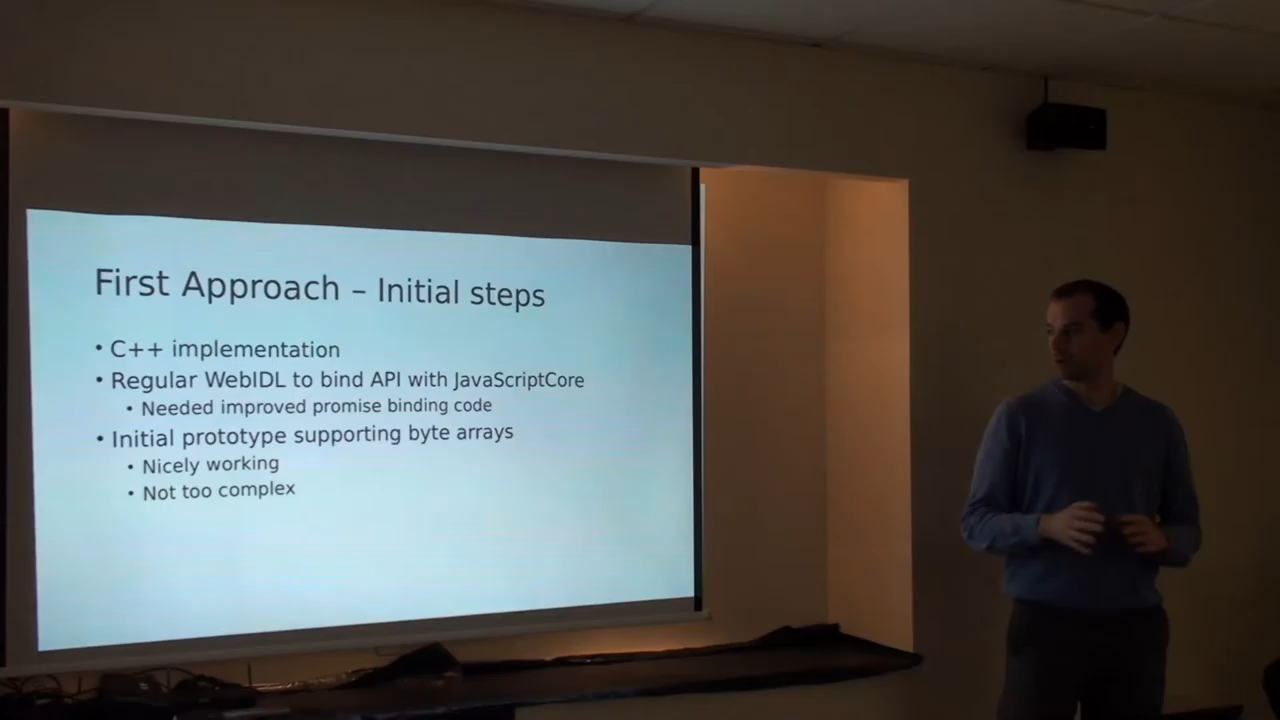 First Approach – Initial steps
• C++ implementation
• Regular WebIDL to bind API with JavaScriptCore
• Needed improved promise binding code
• Initial prototype supporting byte arrays
• Nicely working
• Not too complex